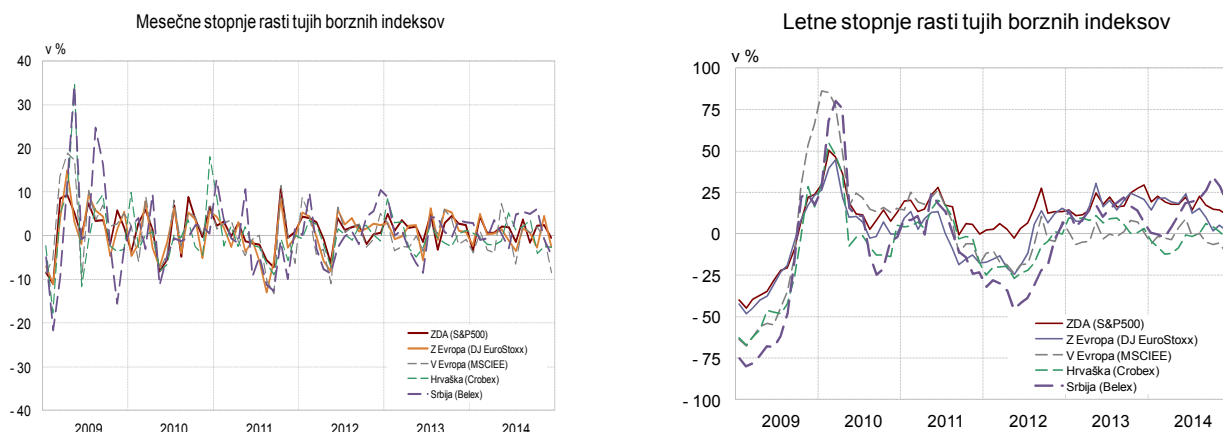 Mesečne stopnje rasti tujih borznih indeksov
v %
40
30
20
10
0
- 10
- 20
- 30
- 40
ZDA (S&P500)
Z Evropa (DJ EuroStoxx)
V Evropa (MSCIEE)
Hrvaška (Crobex)
Srbija (Belex)
2009 2010 2011 2012 2013 2014
Letne stopnje rasti tujih borznih indeksov
v %
100
75
50
25
0
- 25
- 50
- 75
- 100
ZDA (S&P500)
Z Evropa (DJ EuroStoxx)
V Evropa (MSCIEE)
Hrvaška (Crobex)
Srbija (Belex)
2009 2010 2011 2012 2013 2014